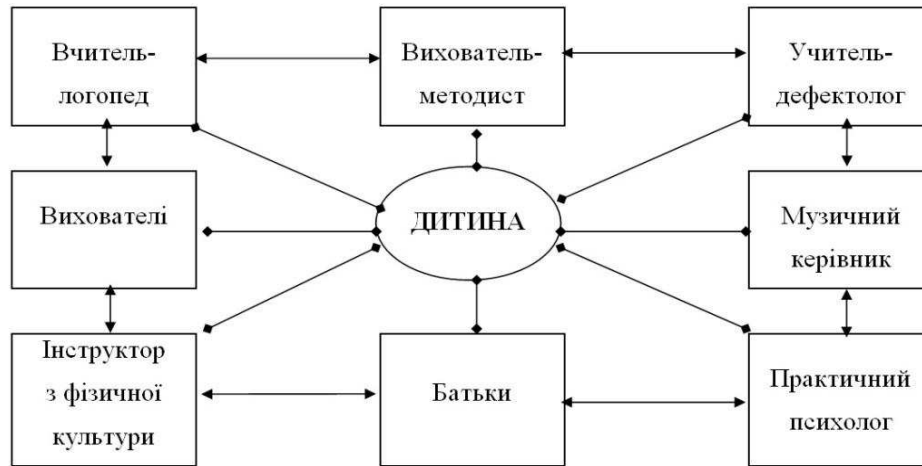 Вчитель-
логопед
Вихователь-
методист
Учитель-
дефектолог
Вихователі
ДИТИНА
Музичний
керівник
Інструктор
з фізичної
культури
Батьки
Практичний
психолог